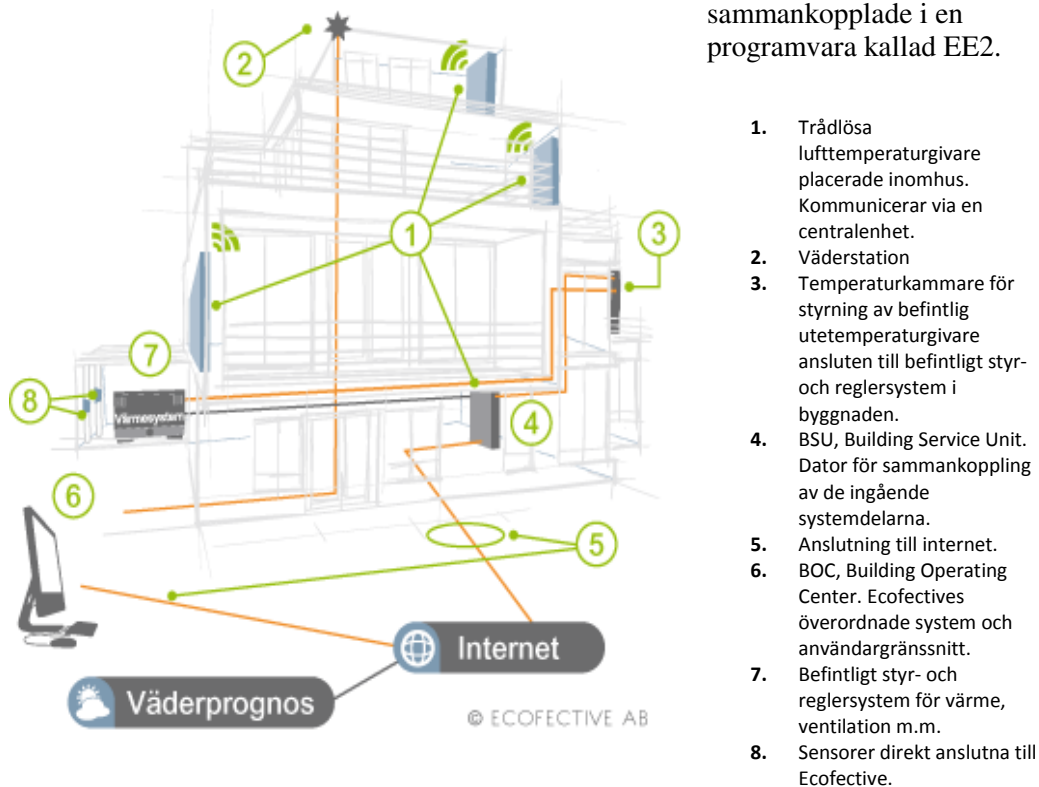 sammankopplade i en
programvara kallad EE2.
1. Trådlösa
lufttemperaturgivare
placerade inomhus.
Kommunicerar via en
centralenhet.
2. Väderstation
3. Temperaturkammare för
styrning av befintlig
utetemperaturgivare
ansluten till befintligt styr-
och reglersystem i
byggnaden.
4. BSU, Building Service Unit.
Dator för sammankoppling
av de ingående
systemdelarna.
5. Anslutning till internet.
6. BOC, Building Operating
Center. Ecofectives
överordnade system och
användargränssnitt.
7. Befintligt styr- och
reglersystem för värme,
ventilation m.m.
8. Sensorer direkt anslutna till
Ecofective.
2
1
3
7
8
Värmesystem
4
6
5
Internet
Väderprognos
© ECOFECTIVE AB